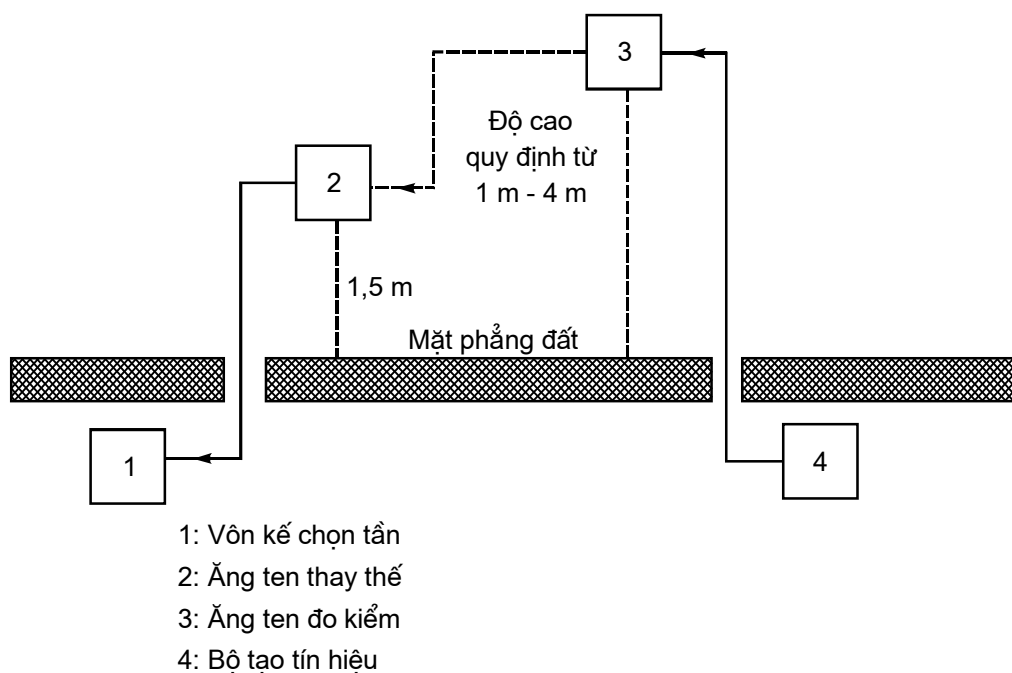 3
Độ cao
quy định từ
1 m - 4 m
2
1,5 m
Mặt phẳng đất
1
4
1: Vôn kế chọn tần
2: Ăng ten thay thế
3: Ăng ten đo kiểm
4: Bộ tạo tín hiệu